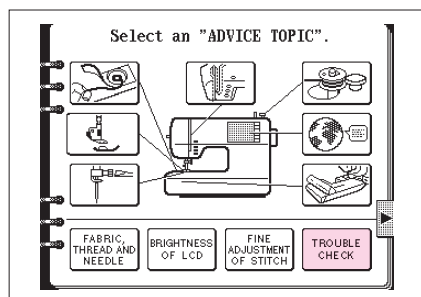 Select an "ADVICE TOPIC".
FABRIC,
THREAD AND
NEEDLE
BRIGHTNESS
OF LCD
FINE
ADJUSTMENT
OF STITCH
TROUBLE
CHECK